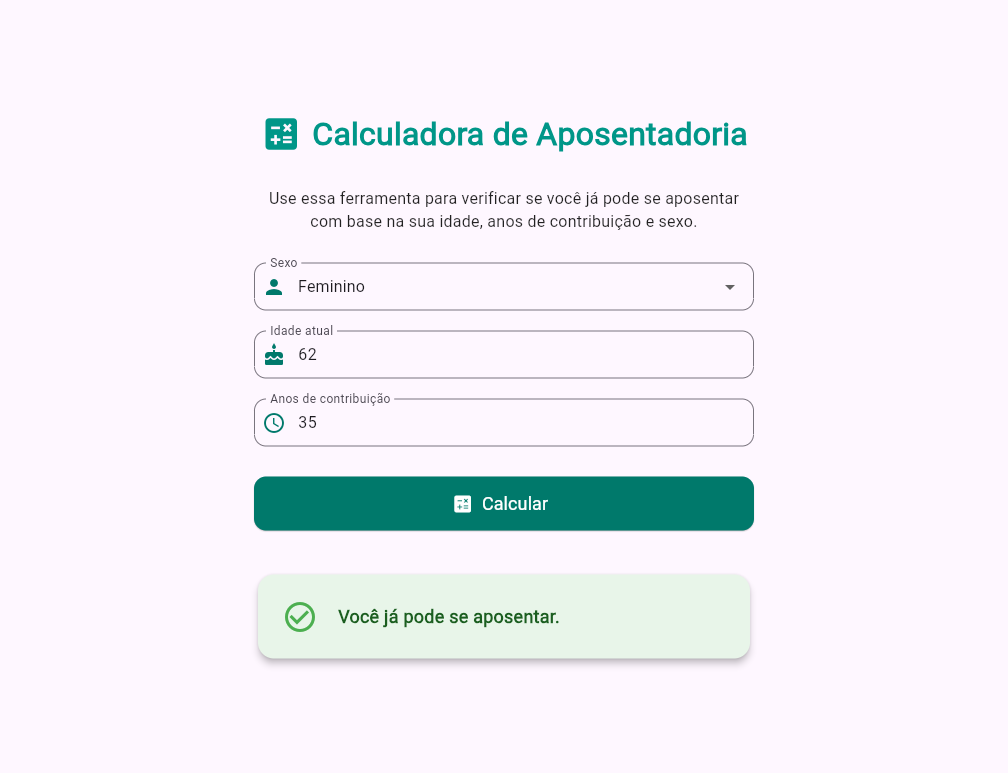 Calculadora de Aposentadoria
Use essa ferramenta para verificar se você já pode se aposentar
com base na sua idade, anos de contribuição e sexo.
Sexo
Feminino
Idade atual
62
Anos de contribuição
35
Calcular
Você já pode se aposentar.